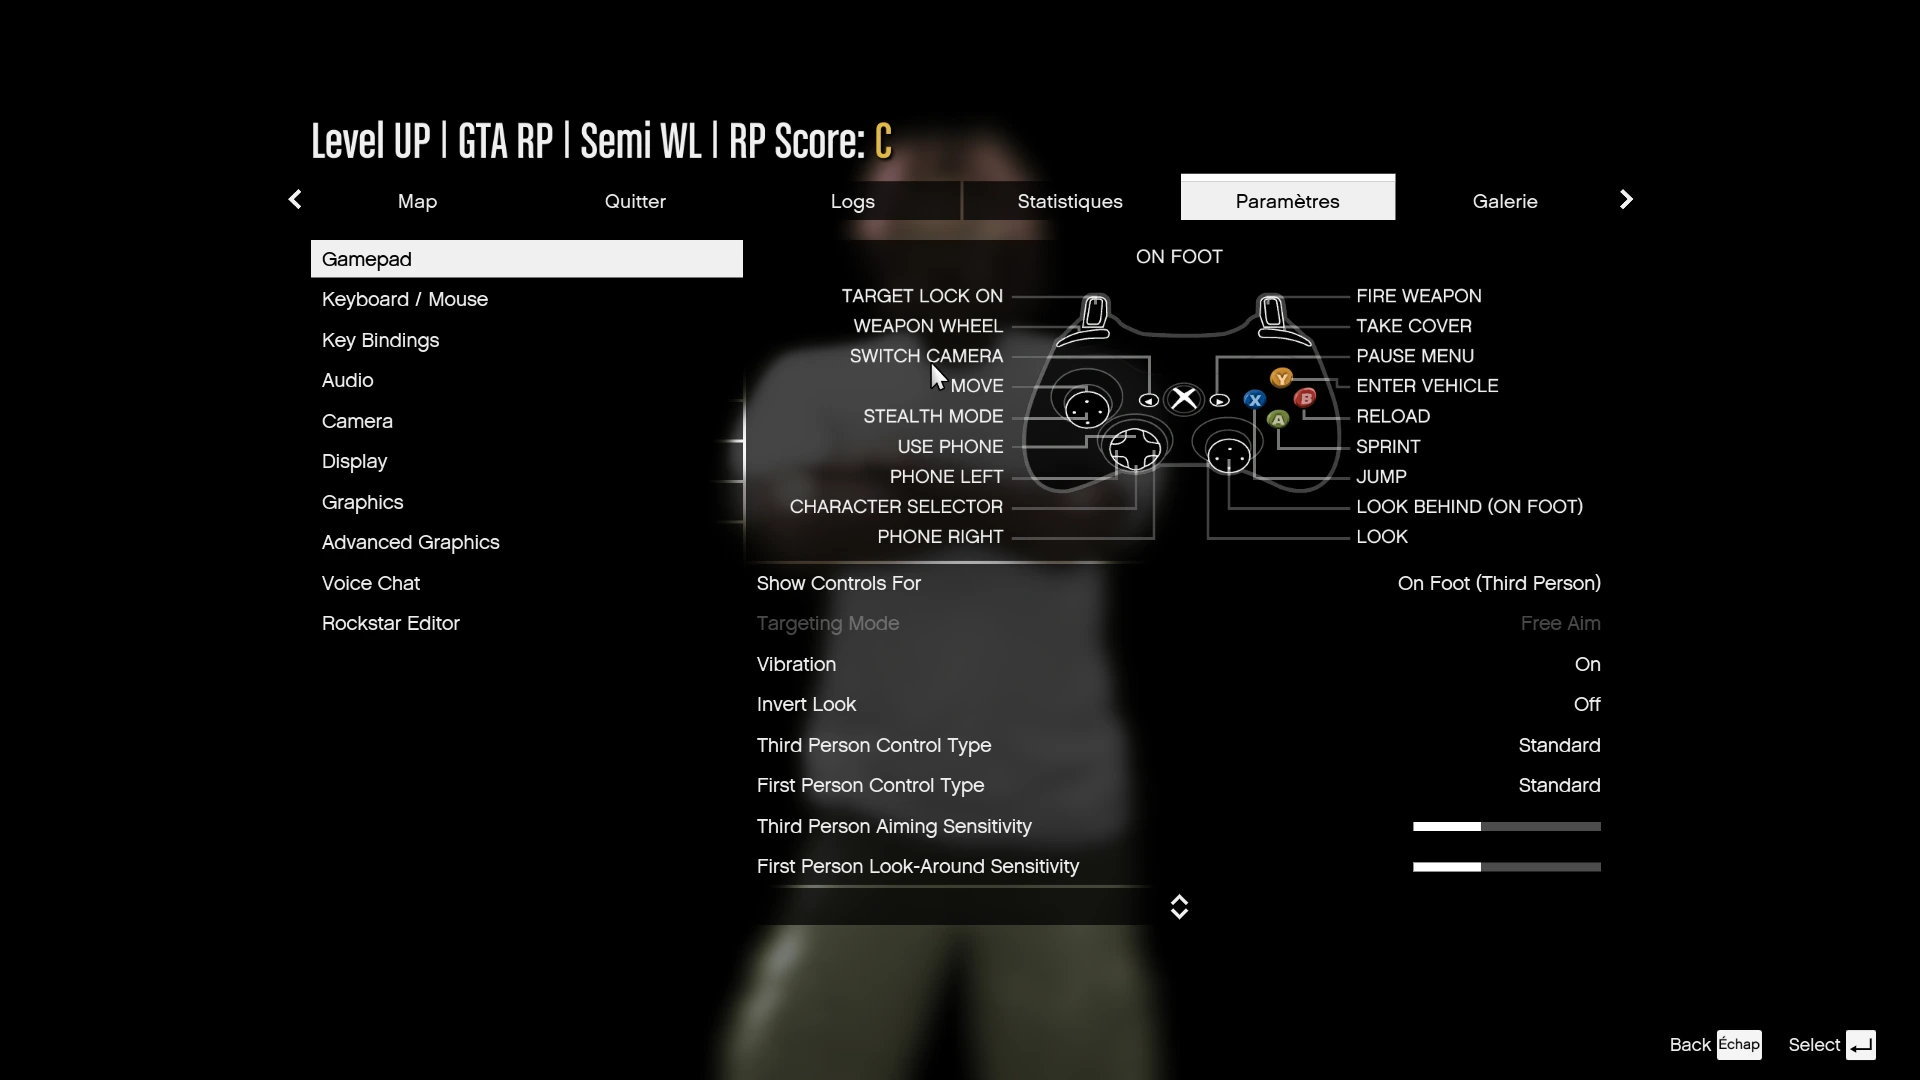 Level UP | GTA RP | Semi WL | RP Score: C
Map Quitter Logs Statistiques Paramètres Galerie
Gamepad
Keyboard / Mouse
Key Bindings
Audio
Camera
Display
Graphics
Advanced Graphics
Voice Chat
Rockstar Editor
ON FOOT
TARGET LOCK ON
WEAPON WHEEL
SWITCH CAMERA
MOVE
STEALTH MODE
USE PHONE
PHONE LEFT
CHARACTER SELECTOR
PHONE RIGHT
Y
X
B
A
FIRE WEAPON
TAKE COVER
PAUSE MENU
ENTER VEHICLE
RELOAD
SPRINT
JUMP
LOOK BEHIND (ON FOOT)
LOOK
Show Controls For On Foot (Third Person)
Targeting Mode Free Aim
Vibration On
Invert Look Off
Third Person Control Type Standard
First Person Control Type Standard
Third Person Aiming Sensitivity
First Person Look-Around Sensitivity
Back Échap Select